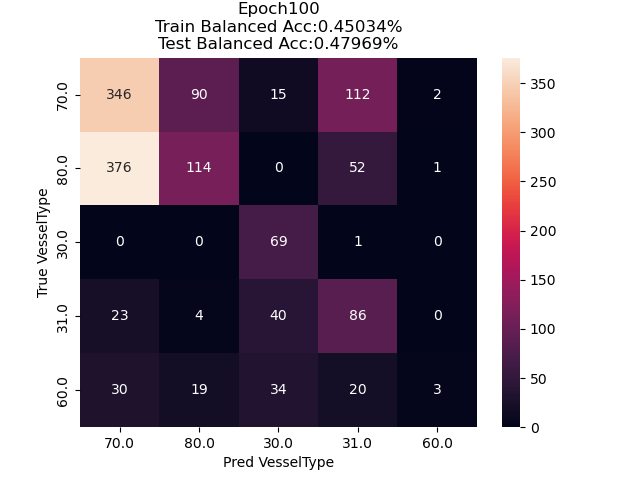 Epoch100
Train Balanced Acc:0.45034%
Test Balanced Acc:0.47969%
70.0 346 90 15 112 2
80.0 376 114 0 52 1
30.0 0 0 69 1 0
31.0 23 4 40 86 0
60.0 30 19 34 20 3
70.0 80.0 30.0 31.0 60.0
Pred VesselType
True VesselType
350
300
250
200
150
100
50
0